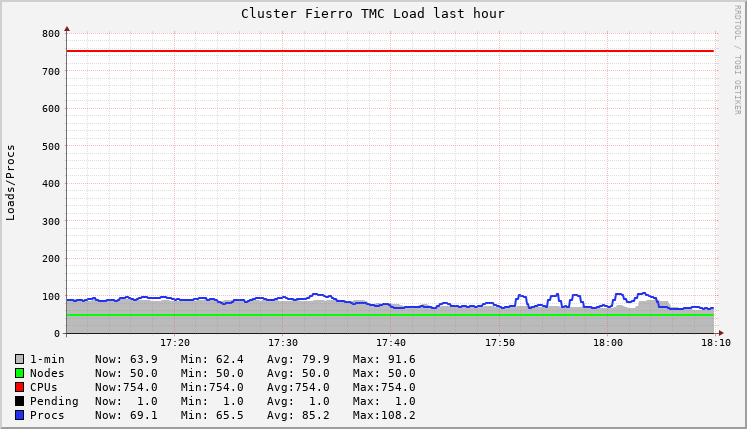 Cluster Fierro TMC Load last hour
RRDTOOL / TOBI OETIKER
Loads/Procs
800
700
600
500
400
300
200
100
0
17:20 17:30 17:40 17:50 18:00 18:10
1-min Now: 63.9 Min: 62.4 Avg: 79.9 Max: 91.6
Nodes Now: 50.0 Min: 50.0 Avg: 50.0 Max: 50.0
CPUs Now:754.0 Min:754.0 Avg:754.0 Max:754.0
Pending Now: 1.0 Min: 1.0 Avg: 1.0 Max: 1.0
Procs Now: 69.1 Min: 65.5 Avg: 85.2 Max:108.2